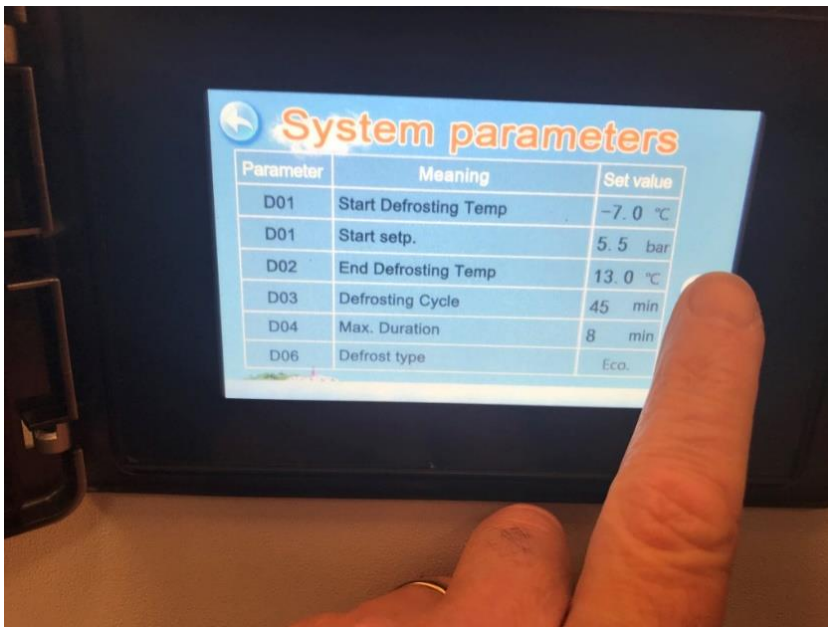 System parameters
Parameter Meaning Set value
D01 Start Defrosting Temp -7.0 ℃
D01 Start setp. 5.5 bar
D02 End Defrosting Temp 13.0 ℃
D03 Defrosting Cycle 45 min
D04 Max. Duration 8 min
D06 Defrost type Eco.